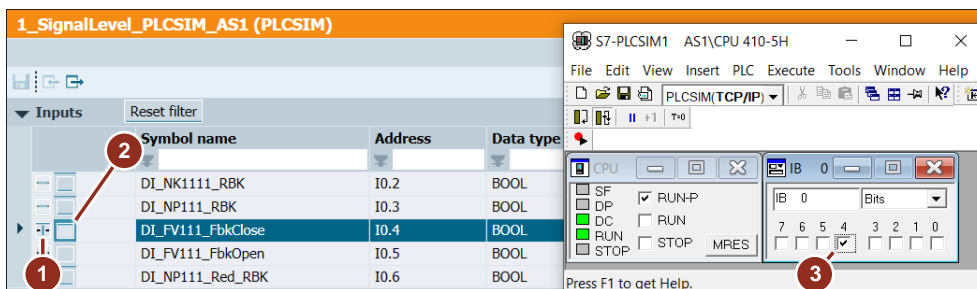 1_SignalLevel_PLCSIM_AS1 (PLCSIM)
Inputs
Reset filter
Symbol name Address Data type
DI_NK1111_RBK I0.2 BOOL
DI_NP111_RBK I0.3 BOOL
DI_FV111_FbkClose I0.4 BOOL
DI_FV111_FbkOpen I0.5 BOOL
DI_NP111_Red_RBK I0.6 BOOL
1
2
S7-PLCSIM1 AS1\CPU 410-5H
File Edit View Insert PLC Execute Tools Window Help
PLCSIM(TCP/IP)
+1 T=0
CPU
SF
DP
DC
RUN
STOP
RUN-P
RUN
STOP
MRES
IB 0
IB 0 Bits
7 6 5 4 3 2 1 0
3
Press F1 to get Help.